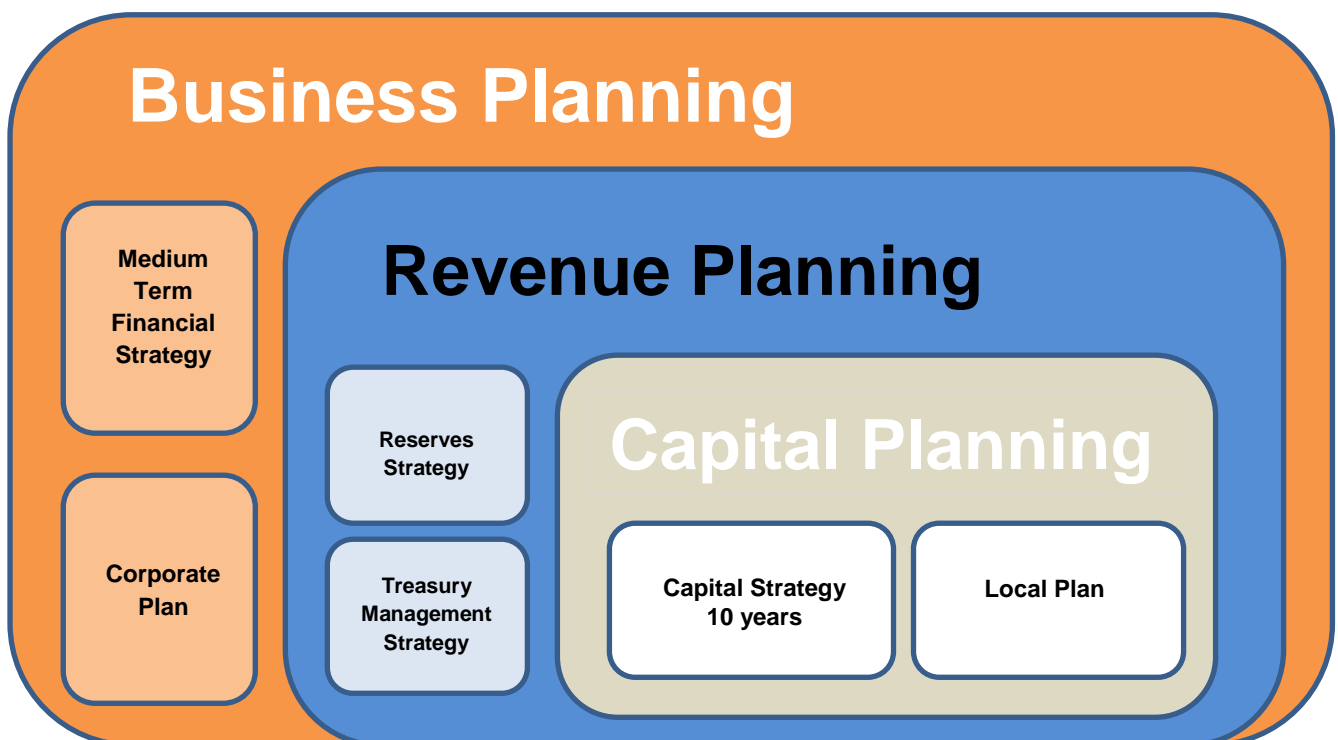 Business Planning
Medium
Term
Financial
Strategy
Corporate
Plan
Revenue Planning
Reserves
Strategy
Treasury
Management
Strategy
Capital Planning
Capital Strategy
10 years
Local Plan